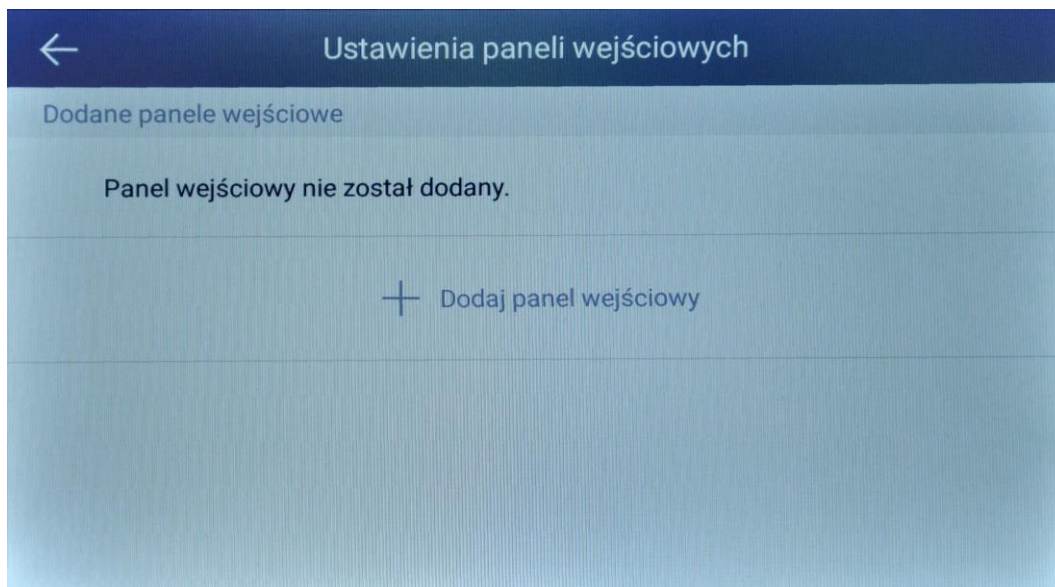 Ustawienia paneli wejściowych
Dodane panele wejściowe
Panel wejściowy nie został dodany.
Dodaj panel wejściowy